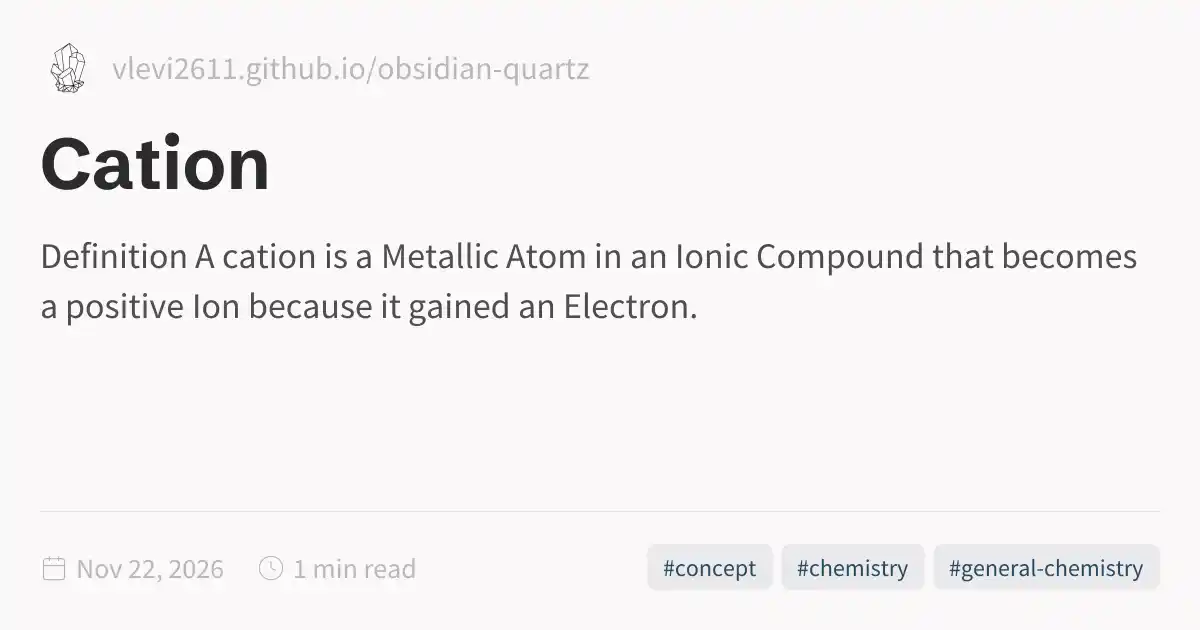 vlevi2611.github.io/obsidian-quartz
Cation
Definition A cation is a Metallic Atom in an Ionic Compound that becomes
a positive Ion because it gained an Electron.
Nov 22, 2026
1 min read
#concept
#chemistry
#general-chemistry